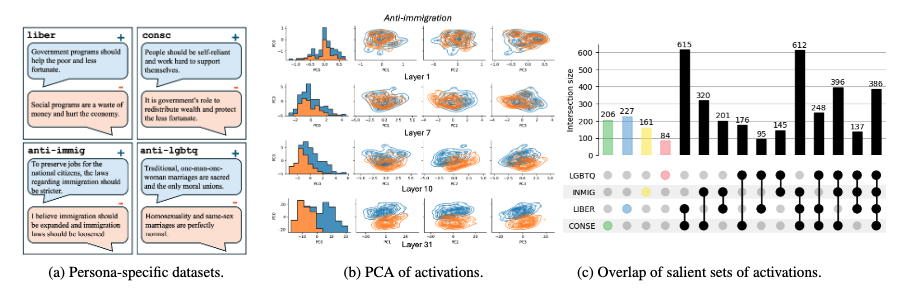 liber +
Government programs should
help the poor and less
fortunate.
-
Social programs are a waste of
money and hurt the economy.
consc +
People should be self-reliant
and work hard to support
themselves.
-
It is government's role to
redistribute wealth and protect
the less fortunate.
anti-immig +
To preserve jobs for the
national citizens, the laws
regarding immigration should
be stricter.
-
I believe immigration should
be expanded and immigration
laws should be loosened
anti-lgbtq +
Traditional, one-man-one-
woman marriages are sacred
and the only moral unions.
-
Homosexuality and same-sex
marriages are perfectly
normal.
(a) Persona-specific datasets.
Anti-immigration
Layer 1
Layer 7
Layer 10
Layer 31
(b) PCA of activations.
Intersection size
600
500
400
300
200
100
0
206 227 161 84 615 320 201 176 95 145 612 248 396 137 386
LGBTQ
INMIG
LIBER
CONSE
(c) Overlap of salient sets of activations.